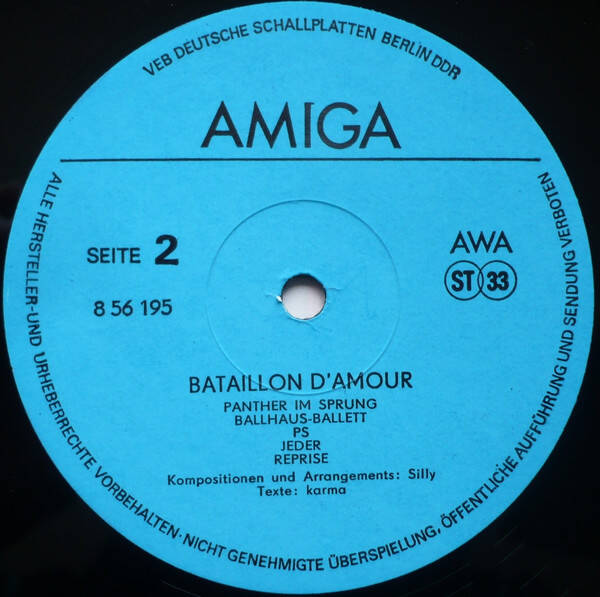 VEB DEUTSCHE SCHALLPLATTEN BERLIN DDR
AMIGA
SEITE 2
8 56 195
AWA
ST 33
BATAILLON D'AMOUR
PANTHER IM SPRUNG
BALLHAUS-BALLETT
PS
JEDER
REPRISE
Kompositionen und Arrangements: Silly
Texte: karma
ALLE HERSTELLER-UND URHEBERRECHTE VORBEHALTEN·NICHT GENEHMIGTE ÜBERSPIELUNG, ÖFFENTLICHE AUFFÜHRUNG UND SENDUNG VERBOTEN